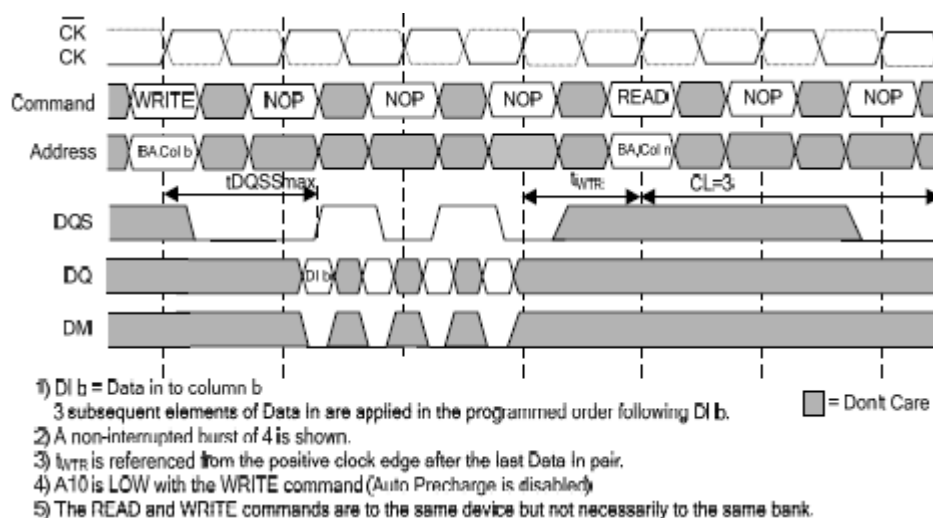 CK
CK
Command WRITE NOP NOP NOP READ NOP NOP
Address BA,Col b BA,Col n
tDQSSmax tWTR CL=3
DQS
DQ DI b
DM
1) DI b = Data in to column b
3 subsequent elements of Data In are applied in the programmed order following DI b.
= Don't Care
2) A non-interrupted burst of 4 is shown.
3) tWTR is referenced from the positive clock edge after the last Data In pair.
4) A10 is LOW with the WRITE command (Auto Precharge is disabled)
5) The READ and WRITE commands are to the same device but not necessarily to the same bank.